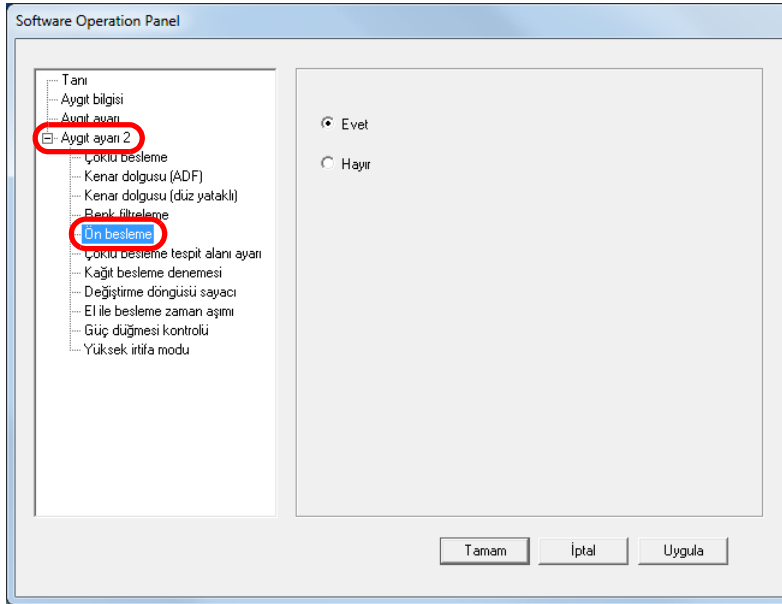 Software Operation Panel
Tanı
Aygıt bilgisi
Aygıt ayarı
Aygıt ayarı 2
Çoklu besleme
Kenar dolgusu (ADF)
Kenar dolgusu (düz yataklı)
Renk filtreleme
Ön besleme
Çoklu besleme tespit alanı ayarı
Kağıt besleme denemesi
Değiştirme döngüsü sayacı
El ile besleme zaman aşımı
Güç düğmesi kontrolü
Yüksek irtifa modu
Evet
Hayır
Tamam İptal Uygula